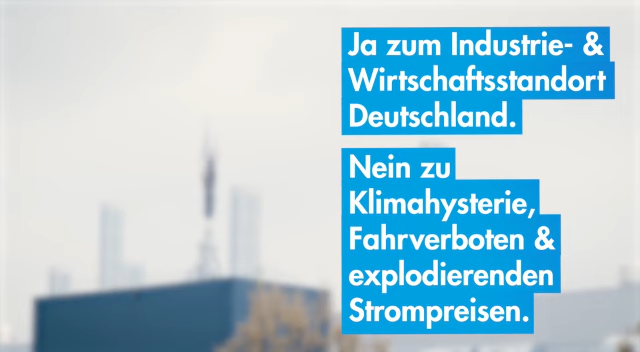 Ja zum Industrie- &
Wirtschaftsstandort
Deutschland.
Nein zu
Klimahysterie,
Fahrverboten &
explodierenden
Strompreisen.